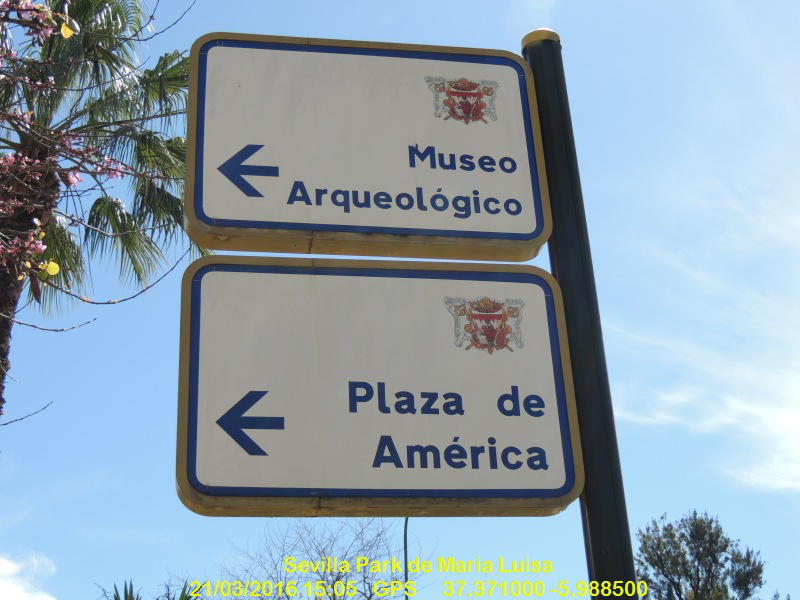 Museo
Arqueológico
Plaza de
América
Sevilla Park de Maria Luisa
21/03/2016 15:05 GPS 37.371000 -5.988500